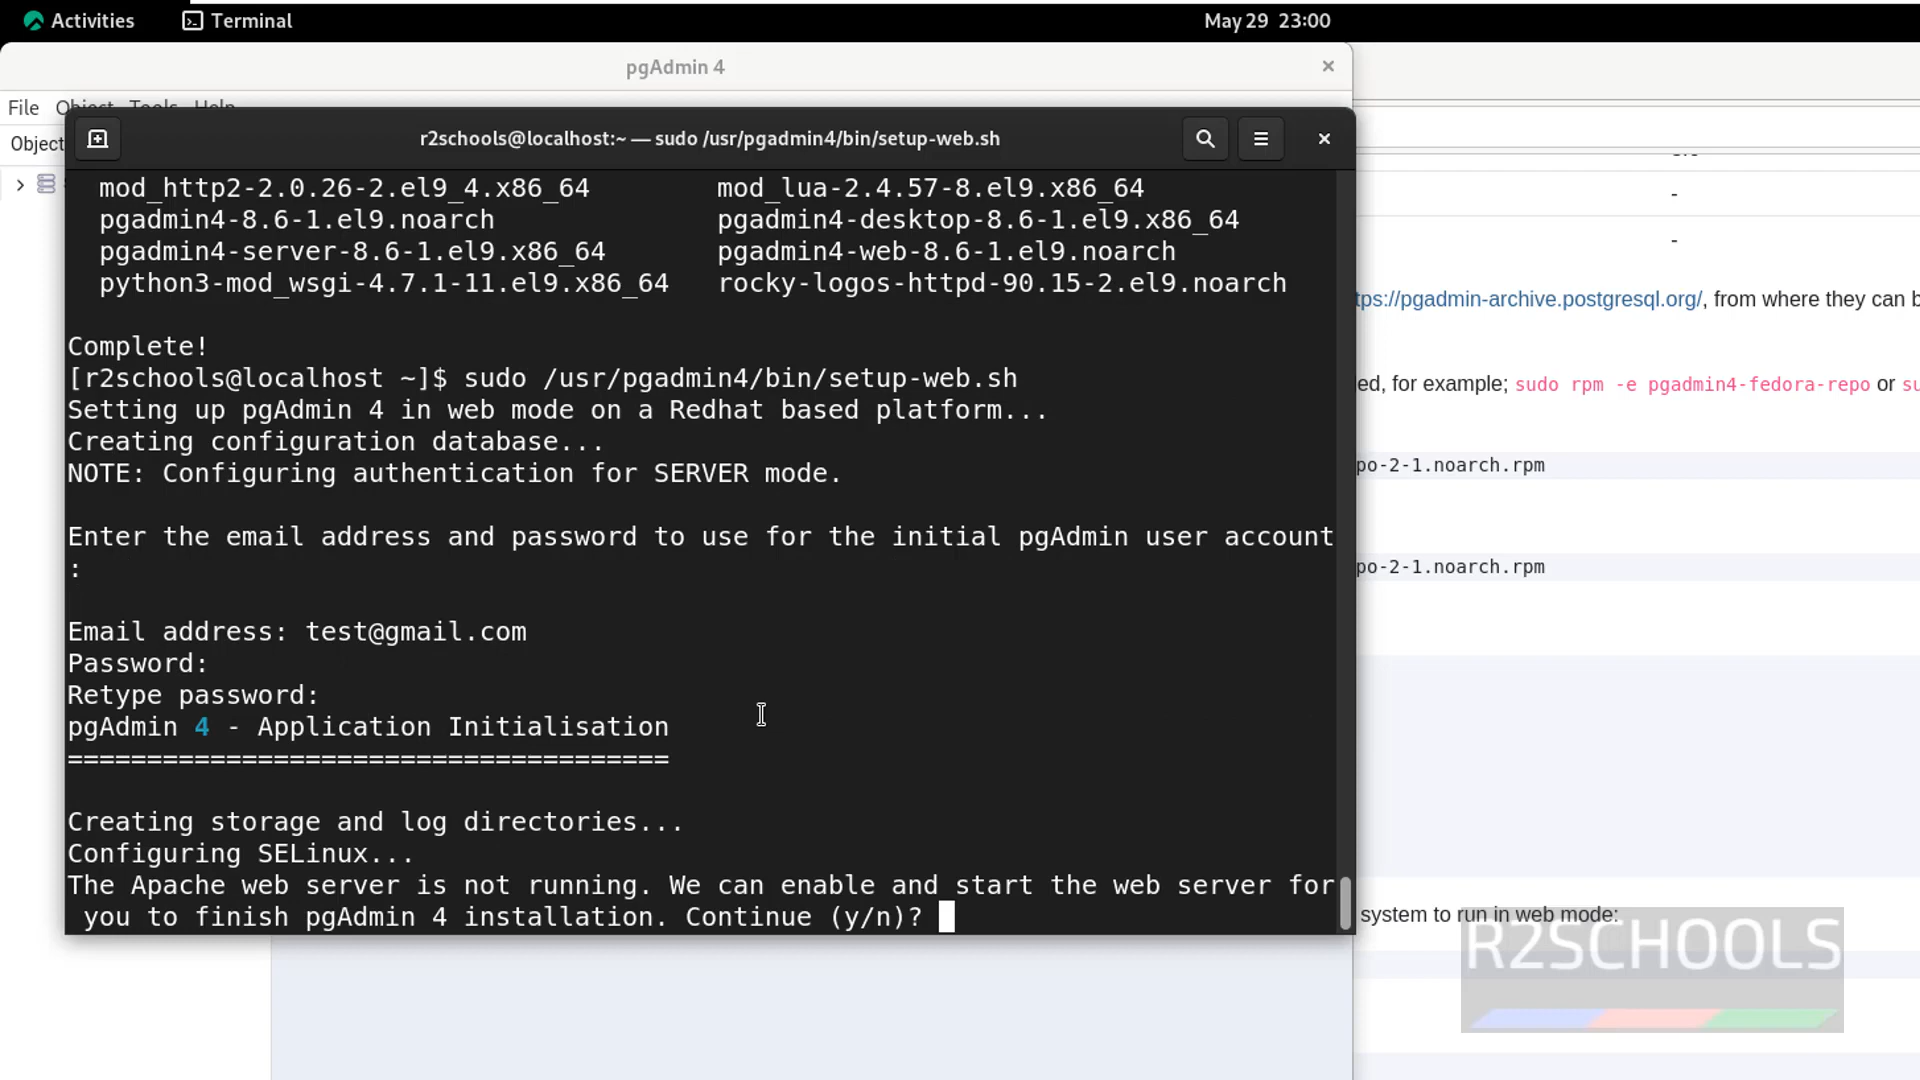 Activities Terminal May 29 23:00
pgAdmin 4 ×
File Object Tools Help
Object
r2schools@localhost:~ — sudo /usr/pgadmin4/bin/setup-web.sh
mod_http2-2.0.26-2.el9_4.x86_64 mod_lua-2.4.57-8.el9.x86_64
pgadmin4-8.6-1.el9.noarch pgadmin4-desktop-8.6-1.el9.x86_64
pgadmin4-server-8.6-1.el9.x86_64 pgadmin4-web-8.6-1.el9.noarch
python3-mod_wsgi-4.7.1-11.el9.x86_64 rocky-logos-httpd-90.15-2.el9.noarch
Complete!
[r2schools@localhost ~]$ sudo /usr/pgadmin4/bin/setup-web.sh
Setting up pgAdmin 4 in web mode on a Redhat based platform...
Creating configuration database...
NOTE: Configuring authentication for SERVER mode.
Enter the email address and password to use for the initial pgAdmin user account
:
Email address: test@gmail.com
Password:
Retype password:
pgAdmin 4 - Application Initialisation
======================================
Creating storage and log directories...
Configuring SELinux...
The Apache web server is not running. We can enable and start the web server for
you to finish pgAdmin 4 installation. Continue (y/n)?
-
-
tps://pgadmin-archive.postgresql.org/, from where they can b
ed, for example; sudo rpm -e pgadmin4-fedora-repo or su
po-2-1.noarch.rpm
po-2-1.noarch.rpm
system to run in web mode:
R2SCHOOLS